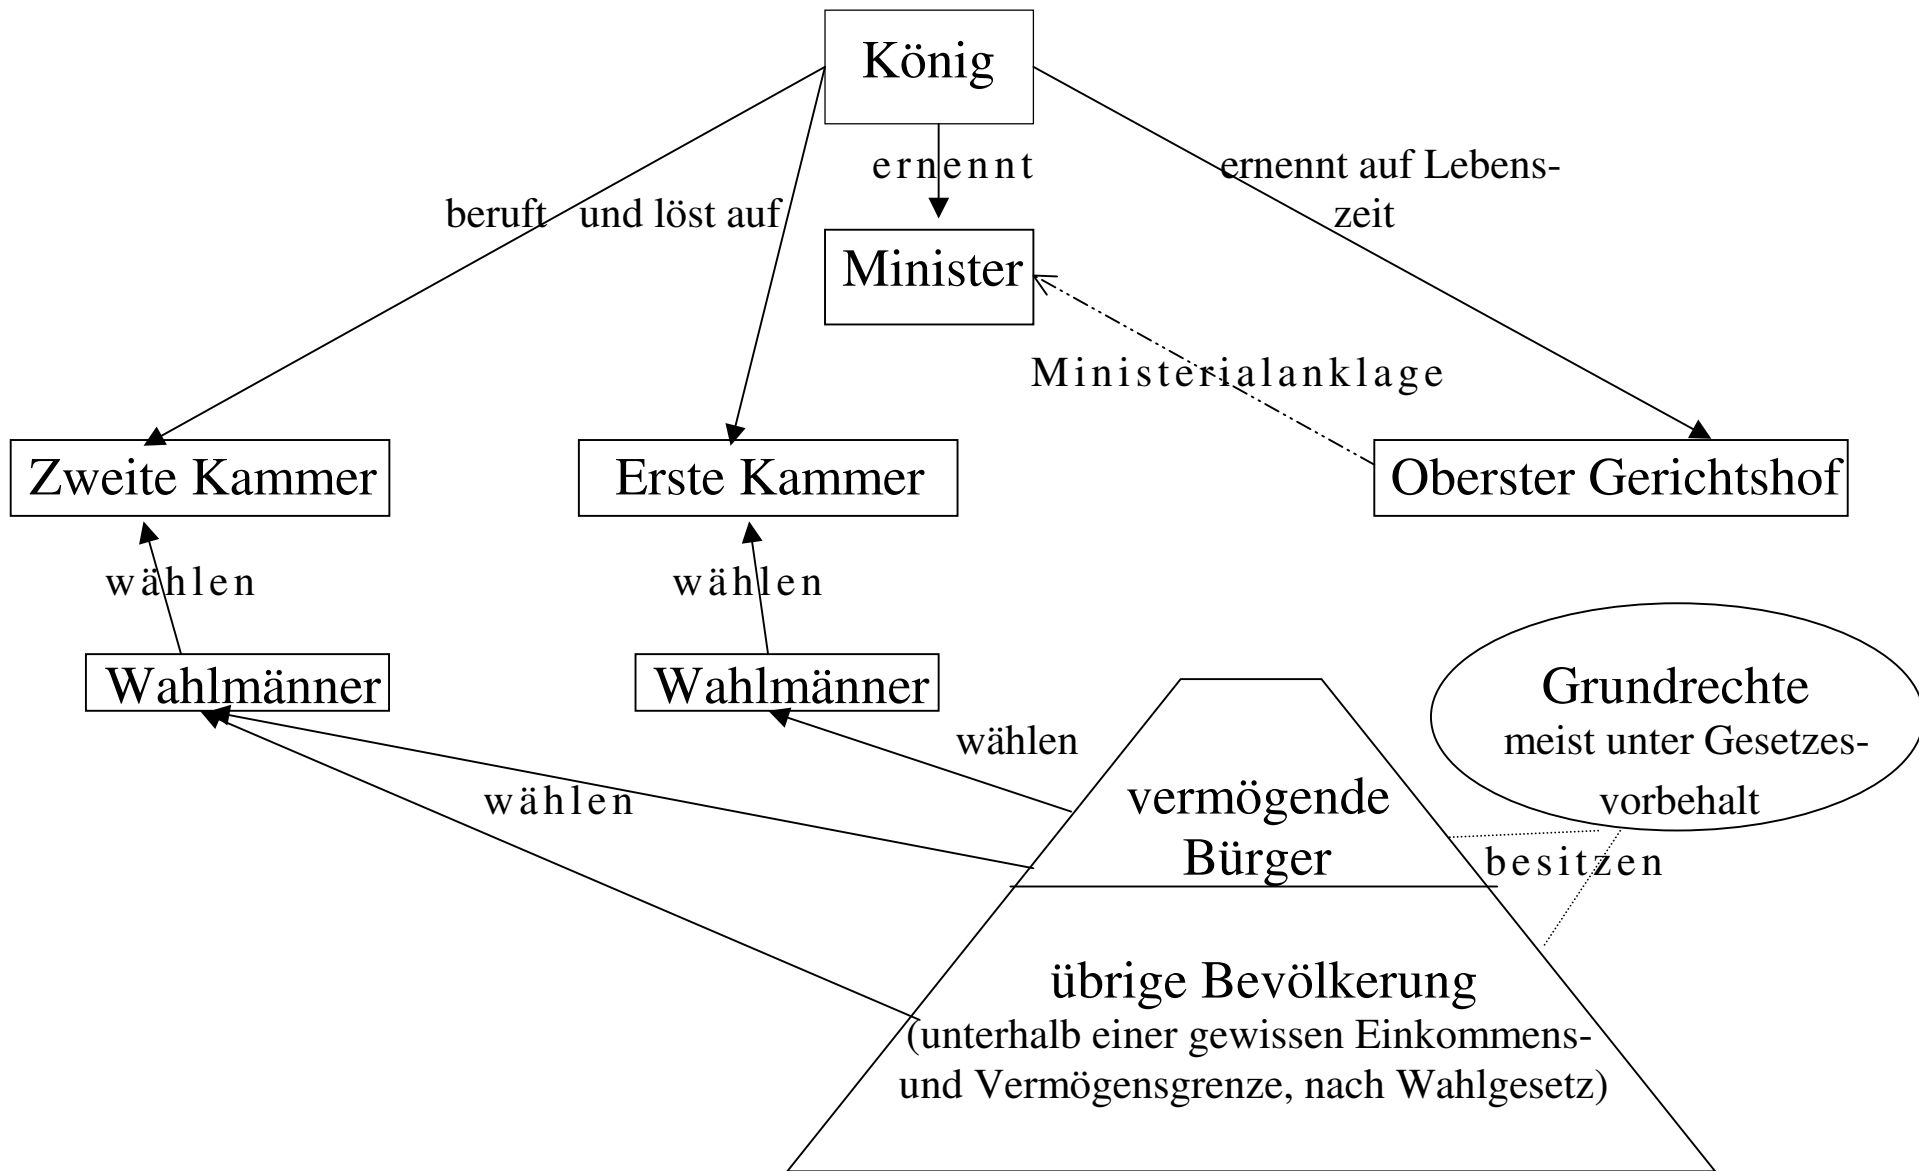 König
ernennt
ernennt auf Lebens-
zeit
beruft und löst auf
Minister
Ministerialanklage
Zweite Kammer
Erste Kammer
Oberster Gerichtshof
wählen
wählen
Wahlmänner
Wahlmänner
Grundrechte
meist unter Gesetzes-
vorbehalt
wählen
wählen
vermögende
Bürger
besitzen
übrige Bevölkerung
(unterhalb einer gewissen Einkommens-
und Vermögensgrenze, nach Wahlgesetz)